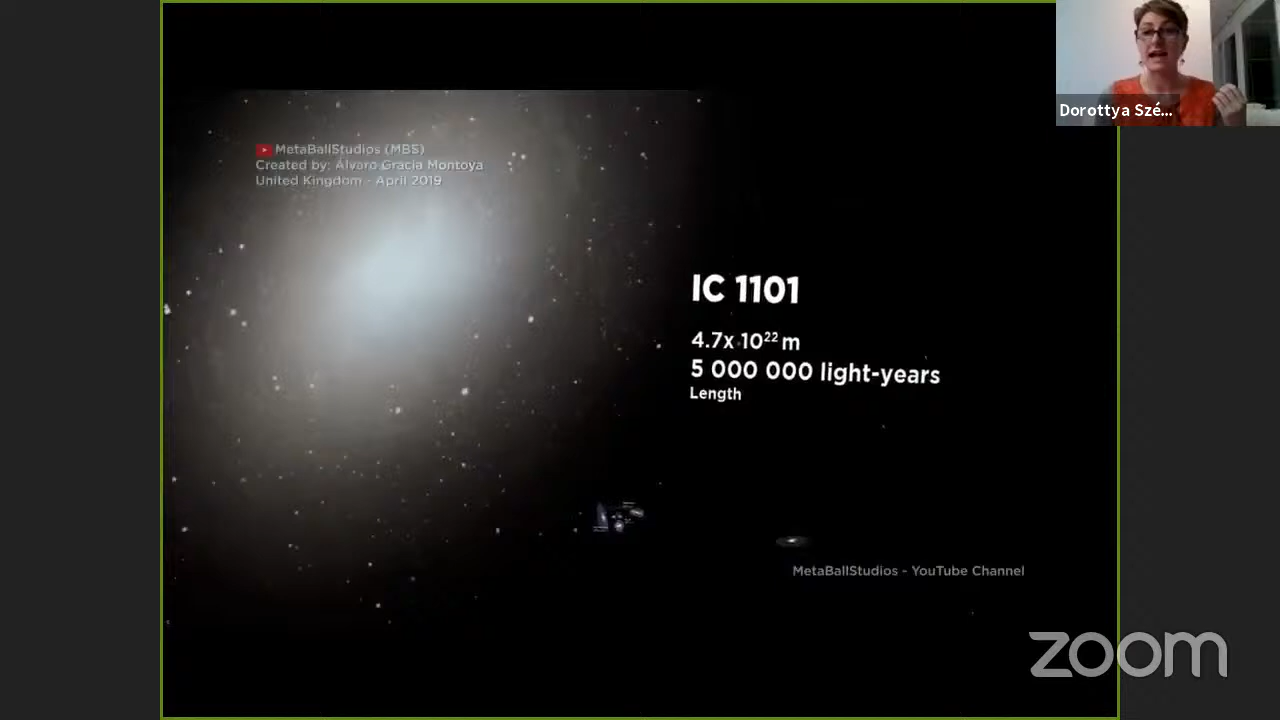 Dorottya Szé...
MetaBallStudios (MBS)
Created by: Álvaro Gracia Montoya
United Kingdom - April 2019
IC 1101
4.7x 10²² m
5 000 000 light-years
Length
MetaBallStudios - YouTube Channel
zoom